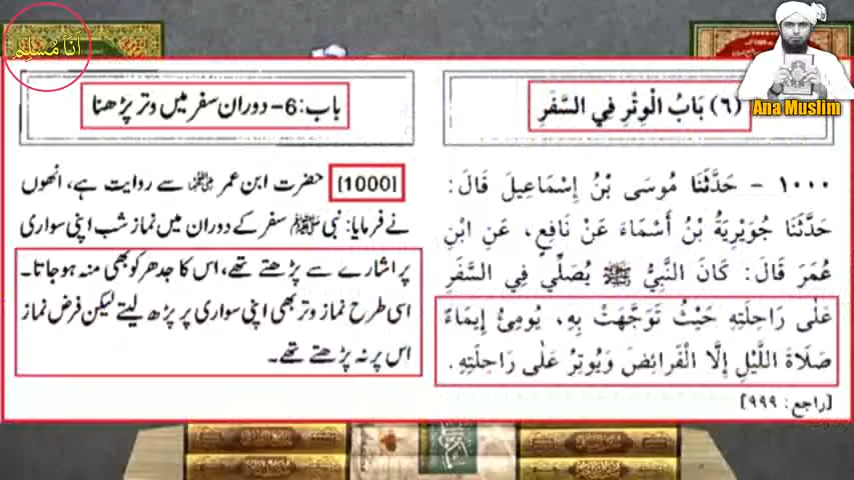 أَنَا مُسْلِم
Ana Muslim
(٦) بَابُ الْوِتْرِ فِي السَّفَرِ
١٠٠٠ - حَدَّثَنَا مُوسَى بْنُ إِسْمَاعِيلَ قَالَ:
حَدَّثَنَا جُوَيْرِيَةُ بْنُ أَسْمَاءَ عَنْ نَافِعٍ، عَنِ ابْنِ
عُمَرَ قَالَ: كَانَ النَّبِيُّ ﷺ يُصَلِّي فِي السَّفَرِ
عَلَى رَاحِلَتِهِ حَيْثُ تَوَجَّهَتْ بِهِ، يُومِئُ إِيمَاءً
صَلَاةَ اللَّيْلِ إِلَّا الْفَرَائِضَ وَيُوتِرُ عَلَى رَاحِلَتِهِ.
[راجع: ٩٩٩]
باب:6- دوران سفر میں وتر پڑھنا
[1000] حضرت ابن عمر ؓ سے روایت ہے، انھوں
نے فرمایا: نبی ﷺ سفر کے دوران میں نماز شب اپنی سواری
پر اشارے سے پڑھتے تھے، اس کا جدھر کو بھی منہ ہو جاتا۔
اسی طرح نماز وتر بھی اپنی سواری پر پڑھ لیتے لیکن فرض نماز
اس پر نہ پڑھتے تھے۔